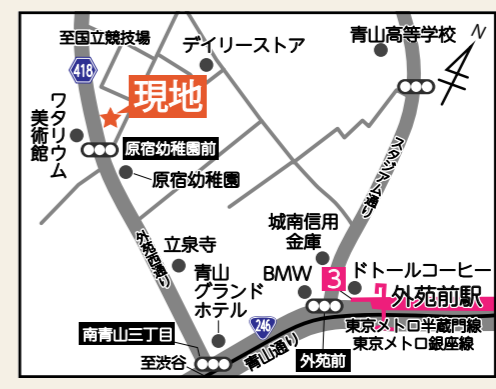 至国立競技場
418
デイリーストア
青山高等学校
N
現地
ワタリウム
美術館
原宿幼稚園前
原宿幼稚園
スタジアム通り
外苑西通り
立泉寺
城南信用
金庫
青山
グランド
ホテル
BMW
3
ドトールコーヒー
外苑前駅
246
南青山三丁目
東京メトロ半蔵門線
東京メトロ銀座線
至渋谷
青山通り
外苑前